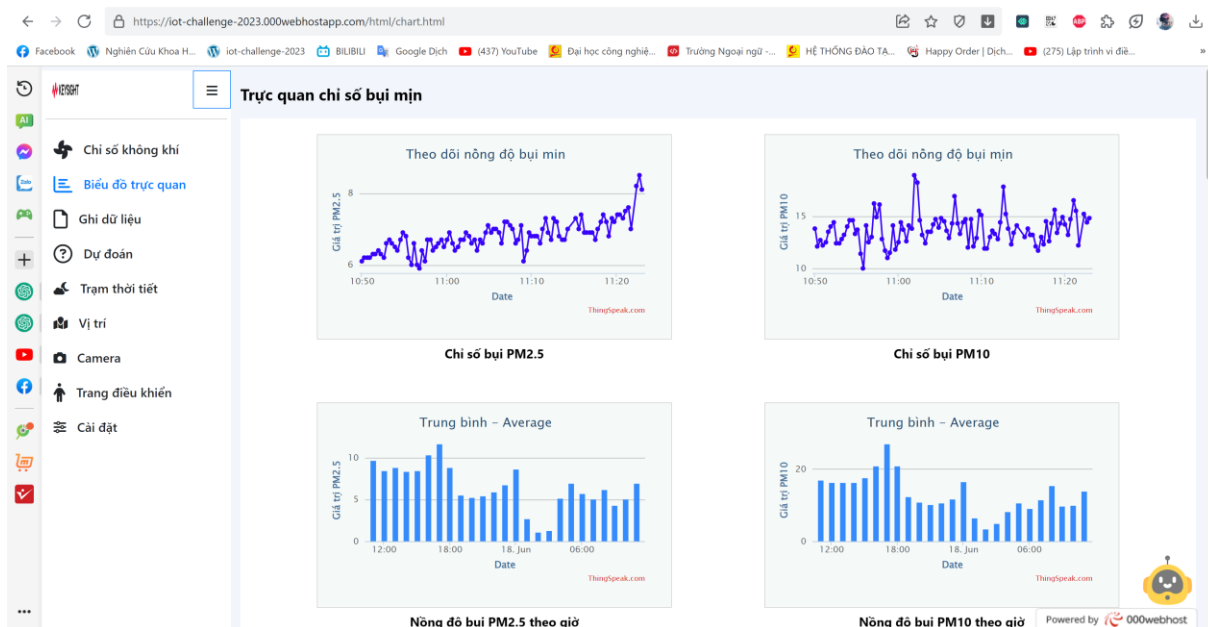 https://iot-challenge-2023.000webhostapp.com/html/chart.html
Facebook Nghiên Cứu Khoa H... iot-challenge-2023 BILIBILI Google Dịch (437) YouTube Đại học công nghiệ... Trường Ngoại ngữ -... HỆ THỐNG ĐÀO TẠ... Happy Order | Dịch... (275) Lập trình vi điề... »
KEYSIGHT
Trực quan chỉ số bụi mịn
AI
Chỉ số không khí
Biểu đồ trực quan
Ghi dữ liệu
Dự đoán
Trạm thời tiết
Vị trí
Camera
Trang điều khiển
Cài đặt
Zalo
ABP
Theo dõi nồng độ bụi min
Giá trị PM2.5
8
6
10:50 11:00 11:10 11:20
Date
ThingSpeak.com
Chỉ số bụi PM2.5
Theo dõi nồng độ bụi mịn
Giá trị PM10
15
10
10:50 11:00 11:10 11:20
Date
ThingSpeak.com
Chỉ số bụi PM10
Trung bình – Average
Giá trị PM2.5
10
5
0
12:00 18:00 18. Jun 06:00
Date
ThingSpeak.com
Nồng độ bụi PM2.5 theo giờ
Trung bình – Average
Giá trị PM10
20
0
12:00 18:00 18. Jun 06:00
Date
ThingSpeak.com
Nồng độ bụi PM10 theo giờ
Powered by 000webhost